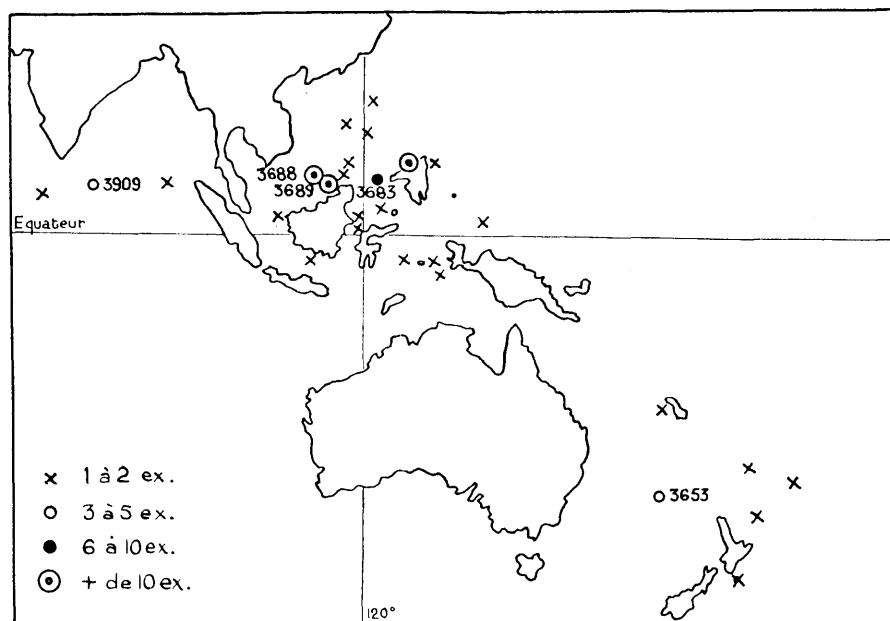 3688
3689
3683
3909
Equateur
× 1 à 2 ex.
3 à 5 ex.
3653
6 à 10 ex.
+ de 10 ex.
120°